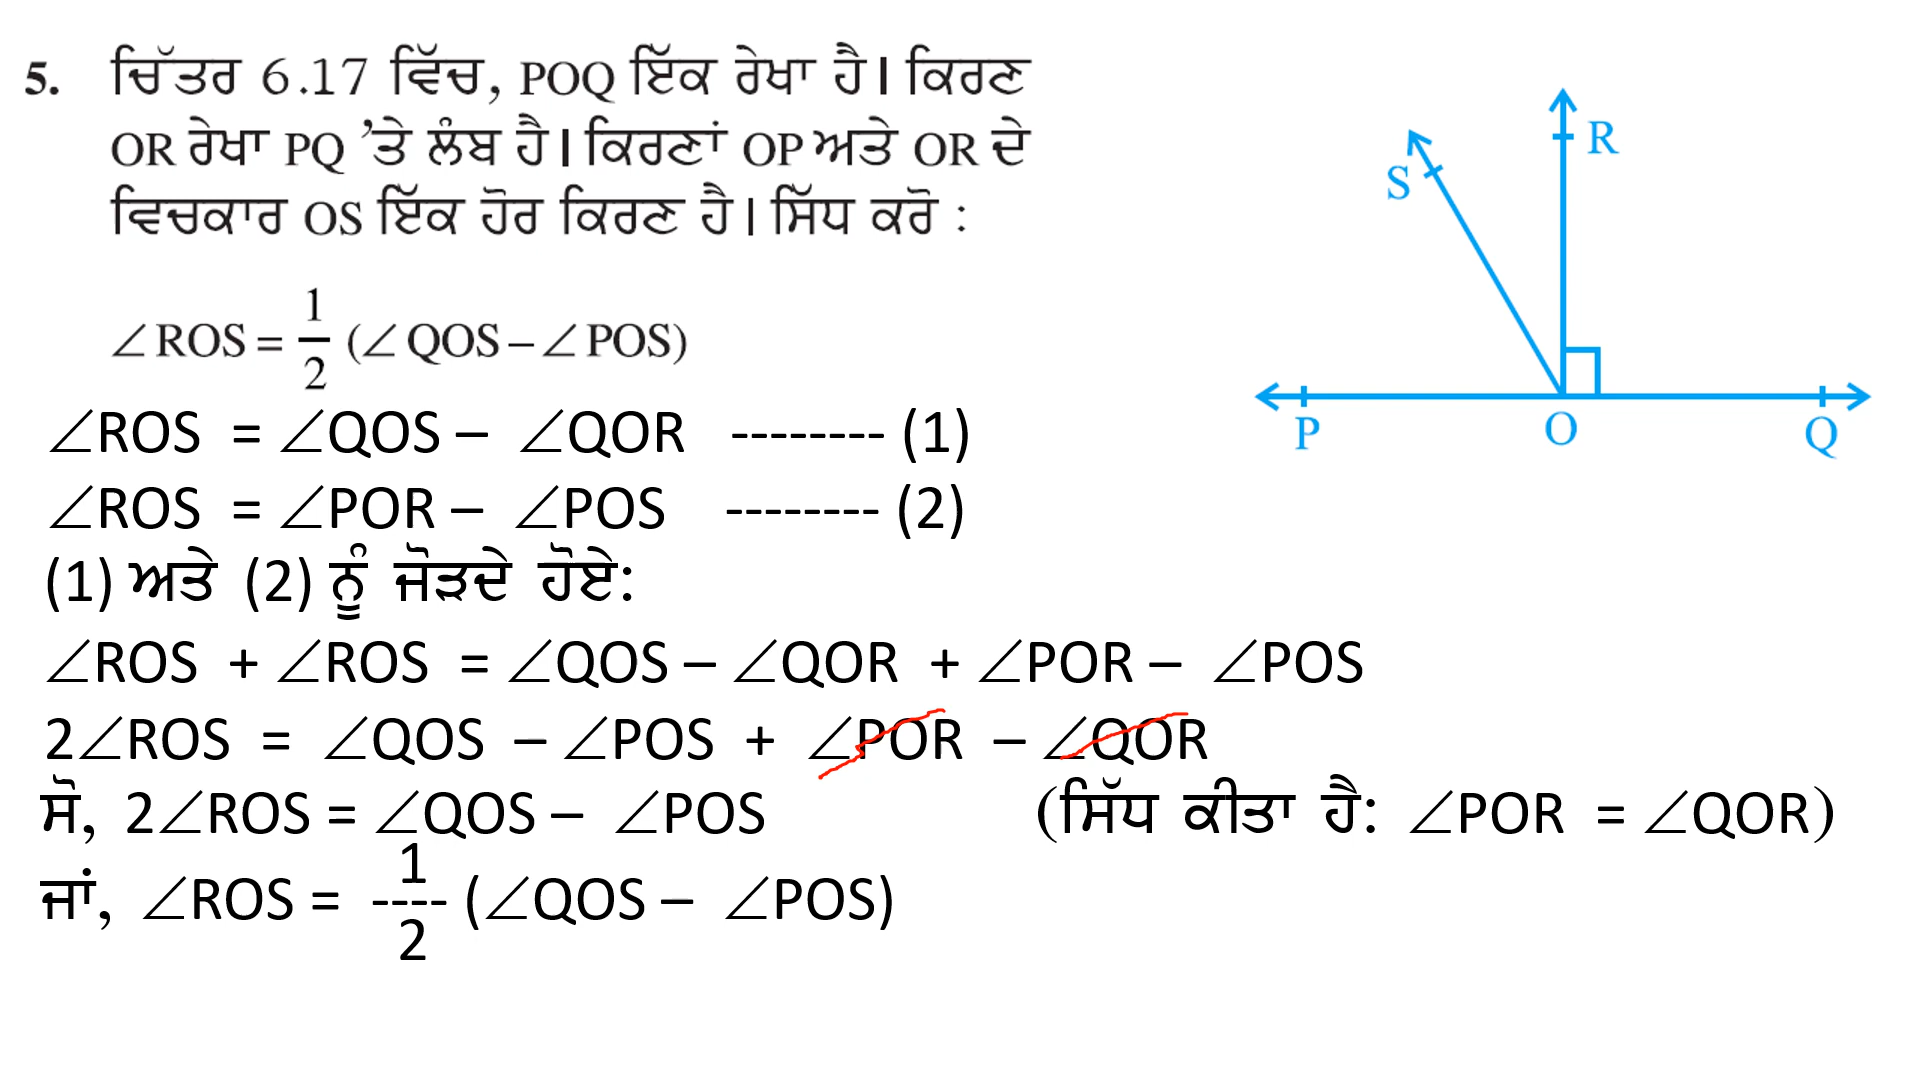 5. ਚਿੱਤਰ 6.17 ਵਿੱਚ, POQ ਇੱਕ ਰੇਖਾ ਹੈ। ਕਿਰਣ
OR ਰੇਖਾ PQ 'ਤੇ ਲੰਬ ਹੈ। ਕਿਰਣਾਂ OP ਅਤੇ OR ਦੇ
ਵਿਚਕਾਰ OS ਇੱਕ ਹੋਰ ਕਿਰਣ ਹੈ। ਸਿੱਧ ਕਰੋ :
∠ROS = 1/2 (∠QOS – ∠POS)
R
S
P
O
Q
∠ROS = ∠QOS – ∠QOR -------- (1)
∠ROS = ∠POR – ∠POS -------- (2)
(1) ਅਤੇ (2) ਨੂੰ ਜੋੜਦੇ ਹੋਏ:
∠ROS + ∠ROS = ∠QOS – ∠QOR + ∠POR – ∠POS
2∠ROS = ∠QOS – ∠POS + ∠POR – ∠QOR
ਸੋ, 2∠ROS = ∠QOS – ∠POS (ਸਿੱਧ ਕੀਤਾ ਹੈ: ∠POR = ∠QOR)
ਜਾਂ, ∠ROS = 1/2 (∠QOS – ∠POS)